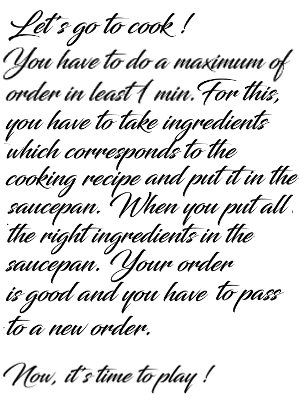 Let's go to cook !
You have to do a maximum of
order in least 1 min. For this,
you have to take ingredients
which corresponds to the
cooking recipe and put it in the
saucepan. When you put all
the right ingredients in the
saucepan. Your order
is good and you have to pass
to a new order.
Now, it's time to play !